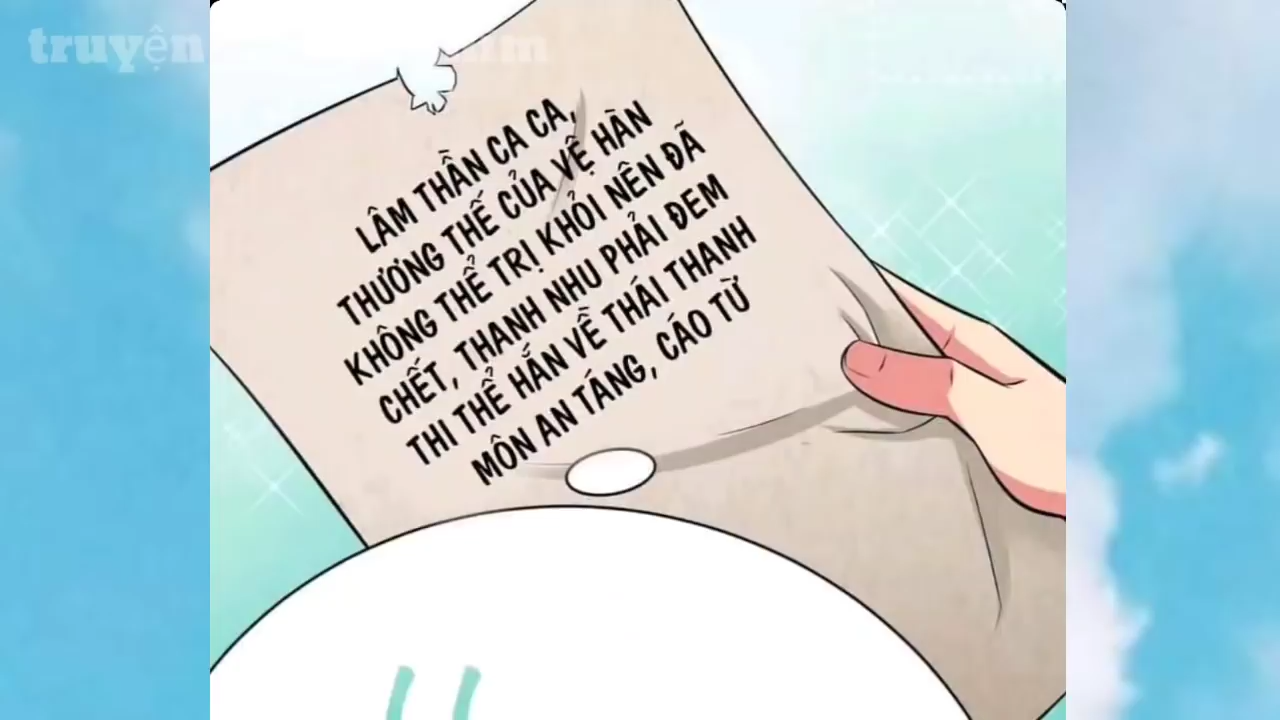 truyện
LÂM THẦN CA CA,
THƯƠNG THẾ CỦA VỆ HÀN
KHÔNG THỂ TRỊ KHỎI NÊN ĐÃ
CHẾT, THANH NHU PHẢI ĐEM
THI THỂ HẮN VỀ THÁI THANH
MÔN AN TÁNG, CÁO TỪ